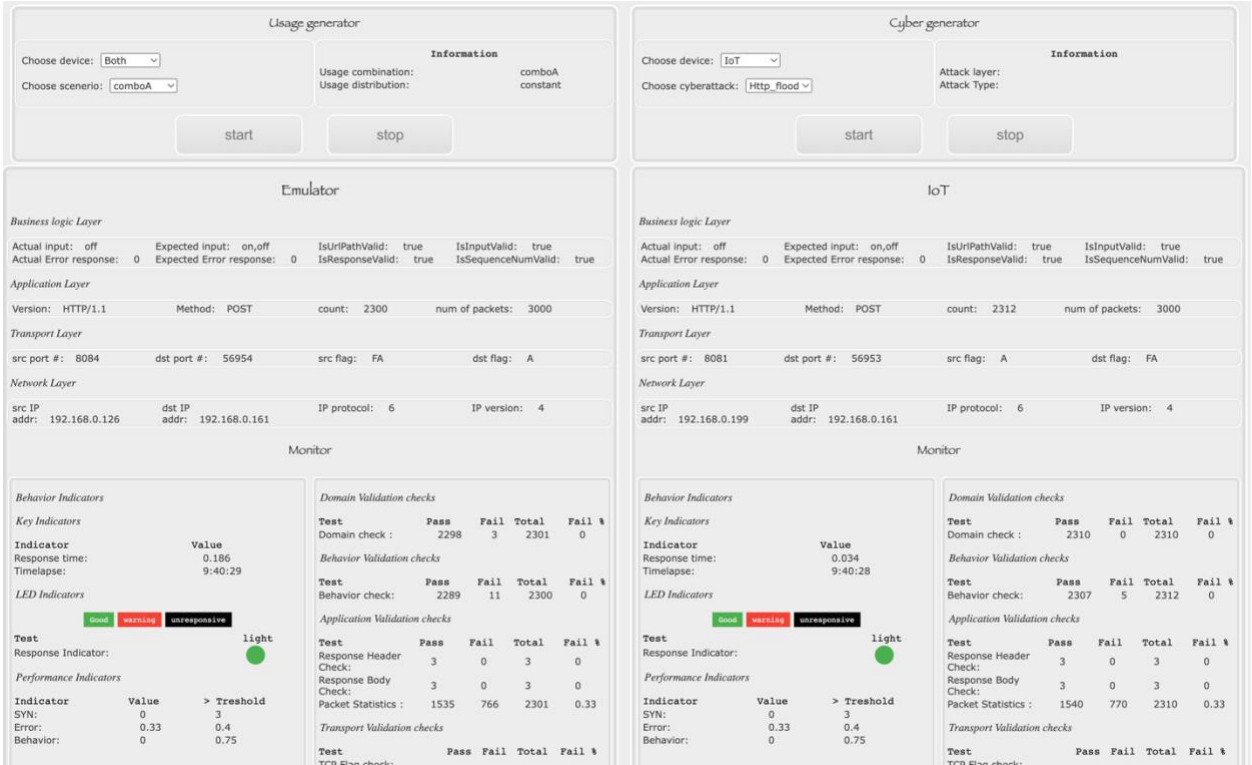 Usage generator
Choose device: Both
Choose scenerio: comboA
Information
Usage combination: comboA
Usage distribution: constant
start stop
Cyber generator
Choose device: IoT
Choose cyberattack: Http_flood
Information
Attack layer:
Attack Type:
start stop
Emulator
Business logic Layer
Actual input: off Expected input: on,off IsUrlPathValid: true IsInputValid: true
Actual Error response: 0 Expected Error response: 0 IsResponseValid: true IsSequenceNumValid: true
Application Layer
Version: HTTP/1.1 Method: POST count: 2300 num of packets: 3000
Transport Layer
src port #: 8084 dst port #: 56954 src flag: FA dst flag: A
Network Layer
src IP dst IP IP protocol: 6 IP version: 4
addr: 192.168.0.126 addr: 192.168.0.161
Monitor
Behavior Indicators
Key Indicators
Indicator Value
Response time: 0.186
Timelapse: 9:40:29
LED Indicators
Good warning unresponsive
Test light
Response Indicator:
Performance Indicators
Indicator Value > Treshold
SYN: 0 3
Error: 0.33 0.4
Behavior: 0 0.75
Domain Validation checks
Test Pass Fail Total Fail %
Domain check : 2298 3 2301 0
Behavior Validation checks
Test Pass Fail Total Fail %
Behavior check: 2289 11 2300 0
Application Validation checks
Test Pass Fail Total Fail %
Response Header
Check: 3 0 3 0
Response Body
Check: 3 0 3 0
Packet Statistics : 1535 766 2301 0.33
Transport Validation checks
Test Pass Fail Total Fail %
TCP Flag check:
IoT
Business logic Layer
Actual input: off Expected input: on,off IsUrlPathValid: true IsInputValid: true
Actual Error response: 0 Expected Error response: 0 IsResponseValid: true IsSequenceNumValid: true
Application Layer
Version: HTTP/1.1 Method: POST count: 2312 num of packets: 3000
Transport Layer
src port #: 8081 dst port #: 56953 src flag: A dst flag: FA
Network Layer
src IP dst IP IP protocol: 6 IP version: 4
addr: 192.168.0.199 addr: 192.168.0.161
Monitor
Behavior Indicators
Key Indicators
Indicator Value
Response time: 0.034
Timelapse: 9:40:28
LED Indicators
Good warning unresponsive
Test light
Response Indicator:
Performance Indicators
Indicator Value > Treshold
SYN: 0 3
Error: 0.33 0.4
Behavior: 0 0.75
Domain Validation checks
Test Pass Fail Total Fail %
Domain check : 2310 0 2310 0
Behavior Validation checks
Test Pass Fail Total Fail %
Behavior check: 2307 5 2312 0
Application Validation checks
Test Pass Fail Total Fail %
Response Header
Check: 3 0 3 0
Response Body
Check: 3 0 3 0
Packet Statistics : 1540 770 2310 0.33
Transport Validation checks
Test Pass Fail Total Fail %
TCP Flag check: